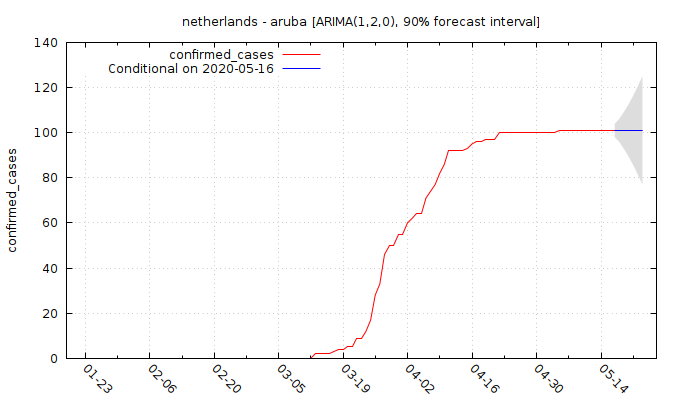 netherlands - aruba [ARIMA(1,2,0), 90% forecast interval]
confirmed_cases
Conditional on 2020-05-16
confirmed_cases
140
120
100
80
60
40
20
0
01-23 02-06 02-20 03-05 03-19 04-02 04-16 04-30 05-14